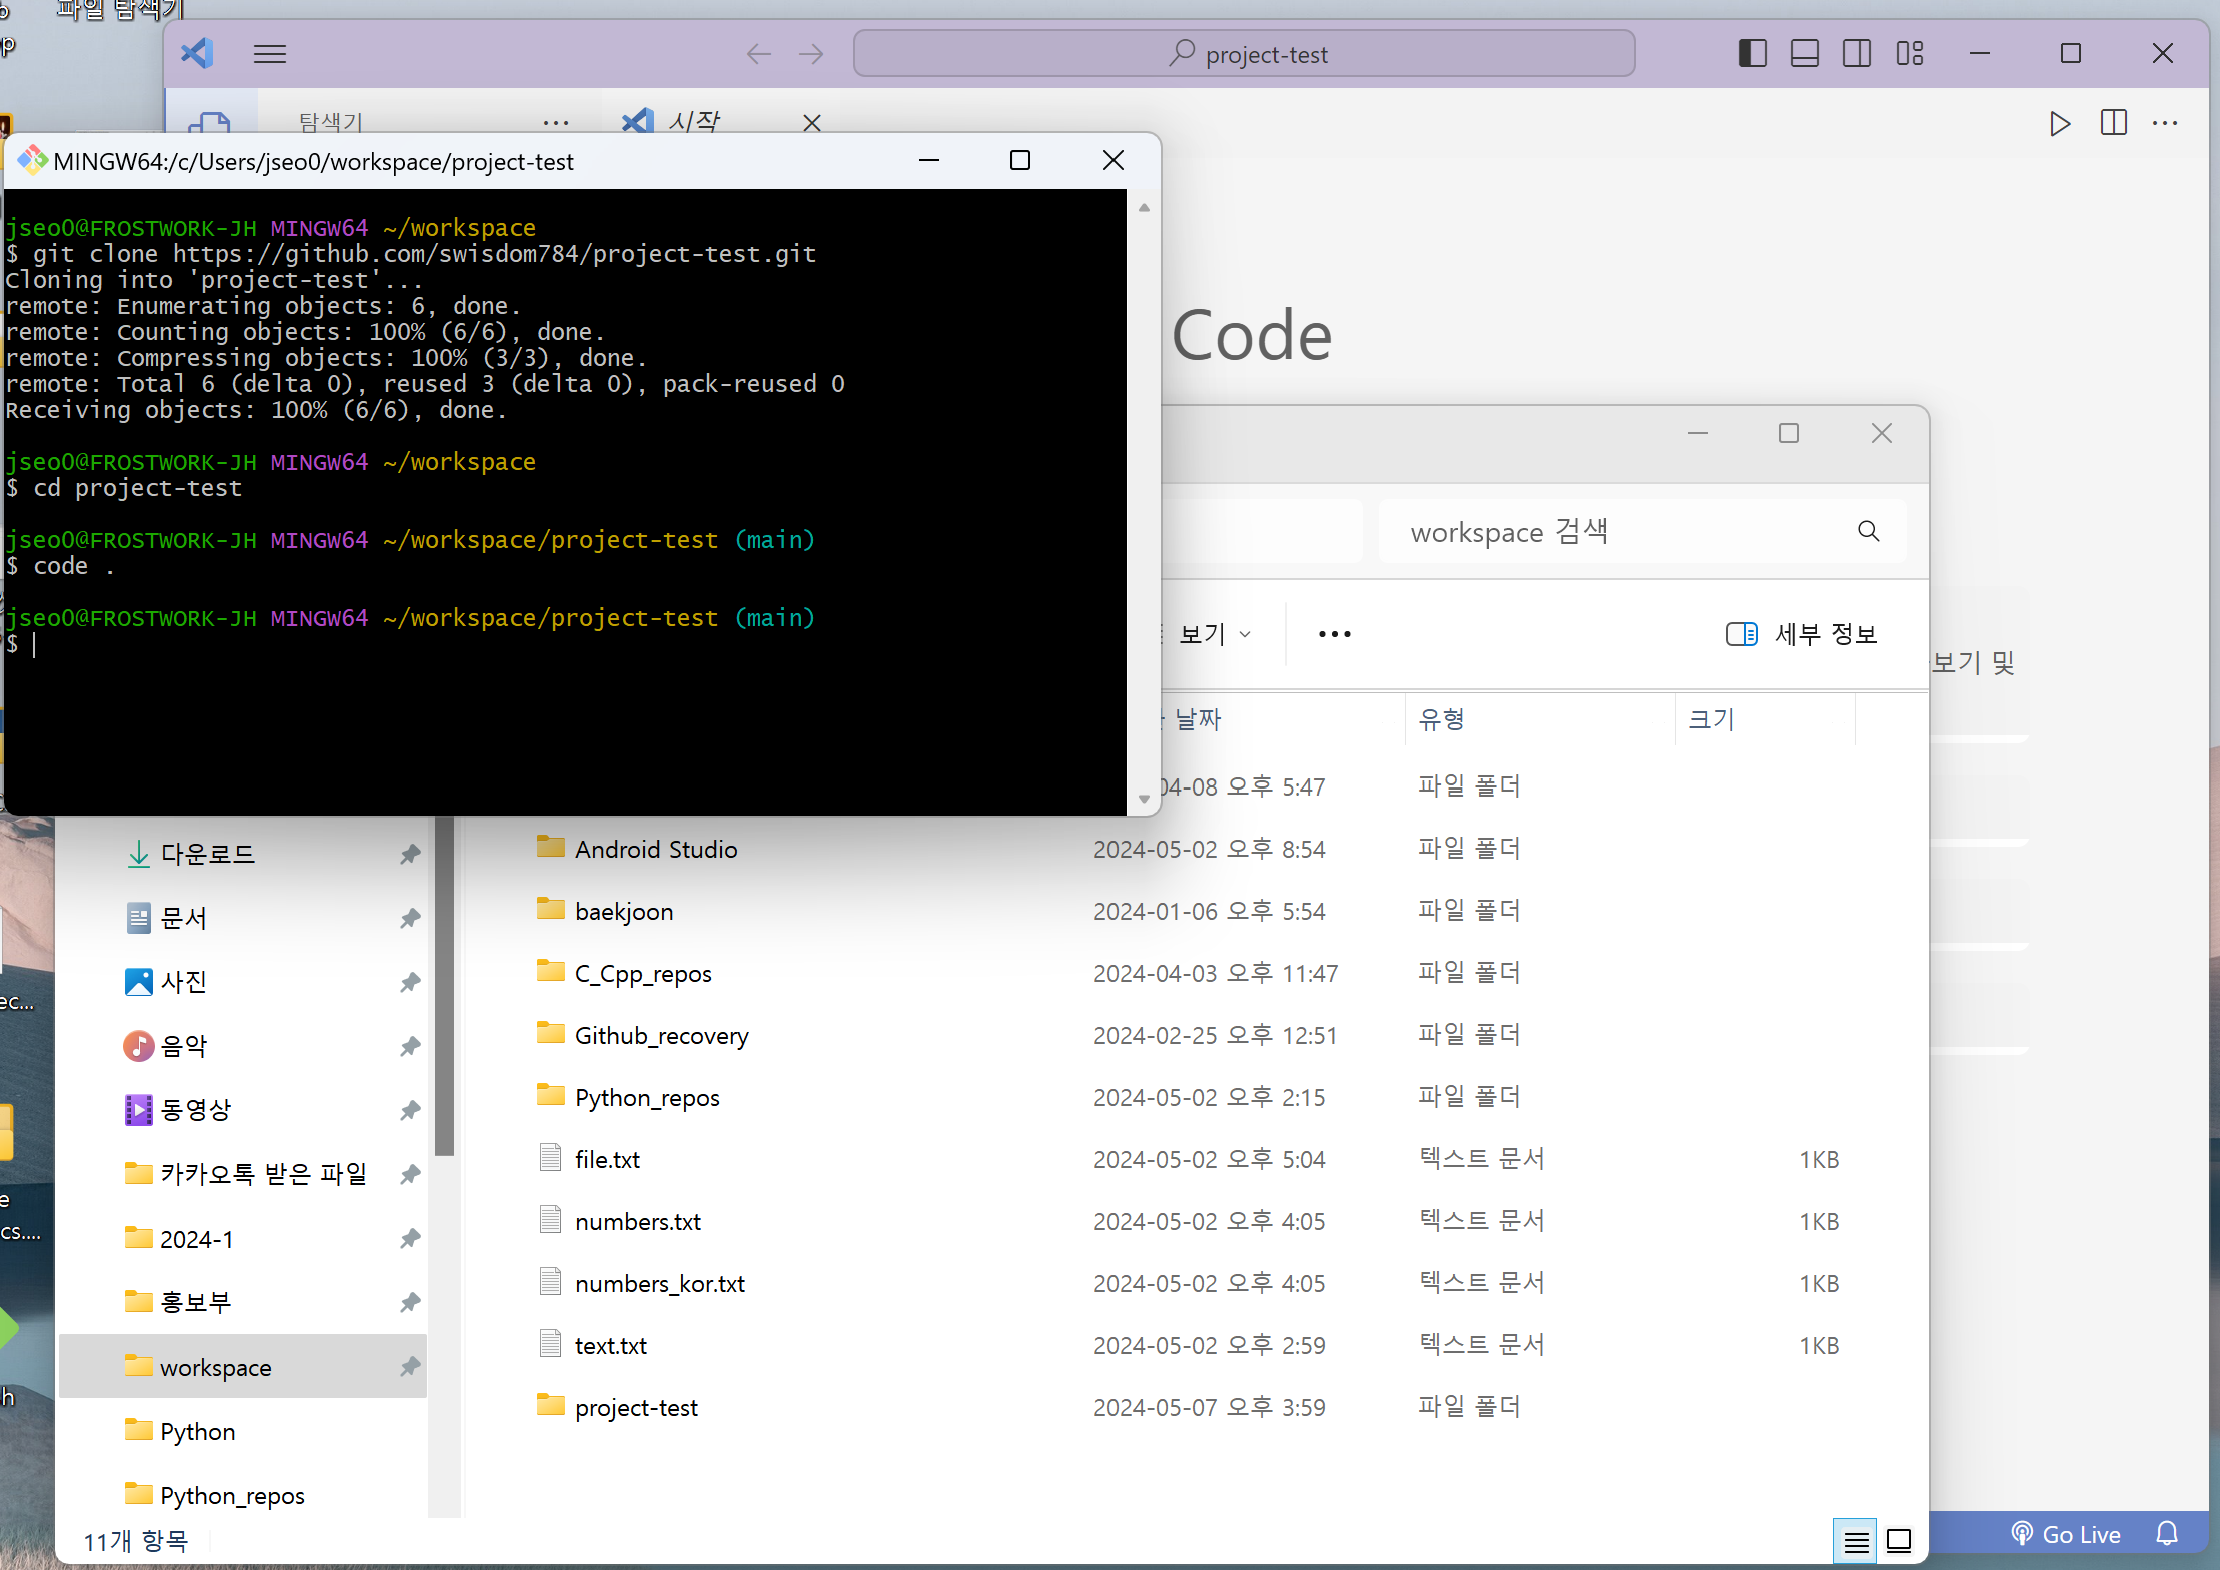 파일 탐색기
project-test
탐색기
시작
MINGW64:/c/Users/jseo0/workspace/project-test
jseo0@FROSTWORK-JH MINGW64 ~/workspace
$ git clone https://github.com/swisdom784/project-test.git
Cloning into 'project-test'...
remote: Enumerating objects: 6, done.
remote: Counting objects: 100% (6/6), done.
remote: Compressing objects: 100% (3/3), done.
remote: Total 6 (delta 0), reused 3 (delta 0), pack-reused 0
Receiving objects: 100% (6/6), done.
jseo0@FROSTWORK-JH MINGW64 ~/workspace
$ cd project-test
jseo0@FROSTWORK-JH MINGW64 ~/workspace/project-test (main)
$ code .
jseo0@FROSTWORK-JH MINGW64 ~/workspace/project-test (main)
$
Code
workspace 검색
보기
세부 정보
보기 및
날짜 유형 크기
04-08 오후 5:47 파일 폴더
Android Studio 2024-05-02 오후 8:54 파일 폴더
baekjoon 2024-01-06 오후 5:54 파일 폴더
C_Cpp_repos 2024-04-03 오후 11:47 파일 폴더
Github_recovery 2024-02-25 오후 12:51 파일 폴더
Python_repos 2024-05-02 오후 2:15 파일 폴더
file.txt 2024-05-02 오후 5:04 텍스트 문서 1KB
numbers.txt 2024-05-02 오후 4:05 텍스트 문서 1KB
numbers_kor.txt 2024-05-02 오후 4:05 텍스트 문서 1KB
text.txt 2024-05-02 오후 2:59 텍스트 문서 1KB
project-test 2024-05-07 오후 3:59 파일 폴더
다운로드
문서
사진
음악
동영상
카카오톡 받은 파일
2024-1
홍보부
workspace
Python
Python_repos
11개 항목
Go Live